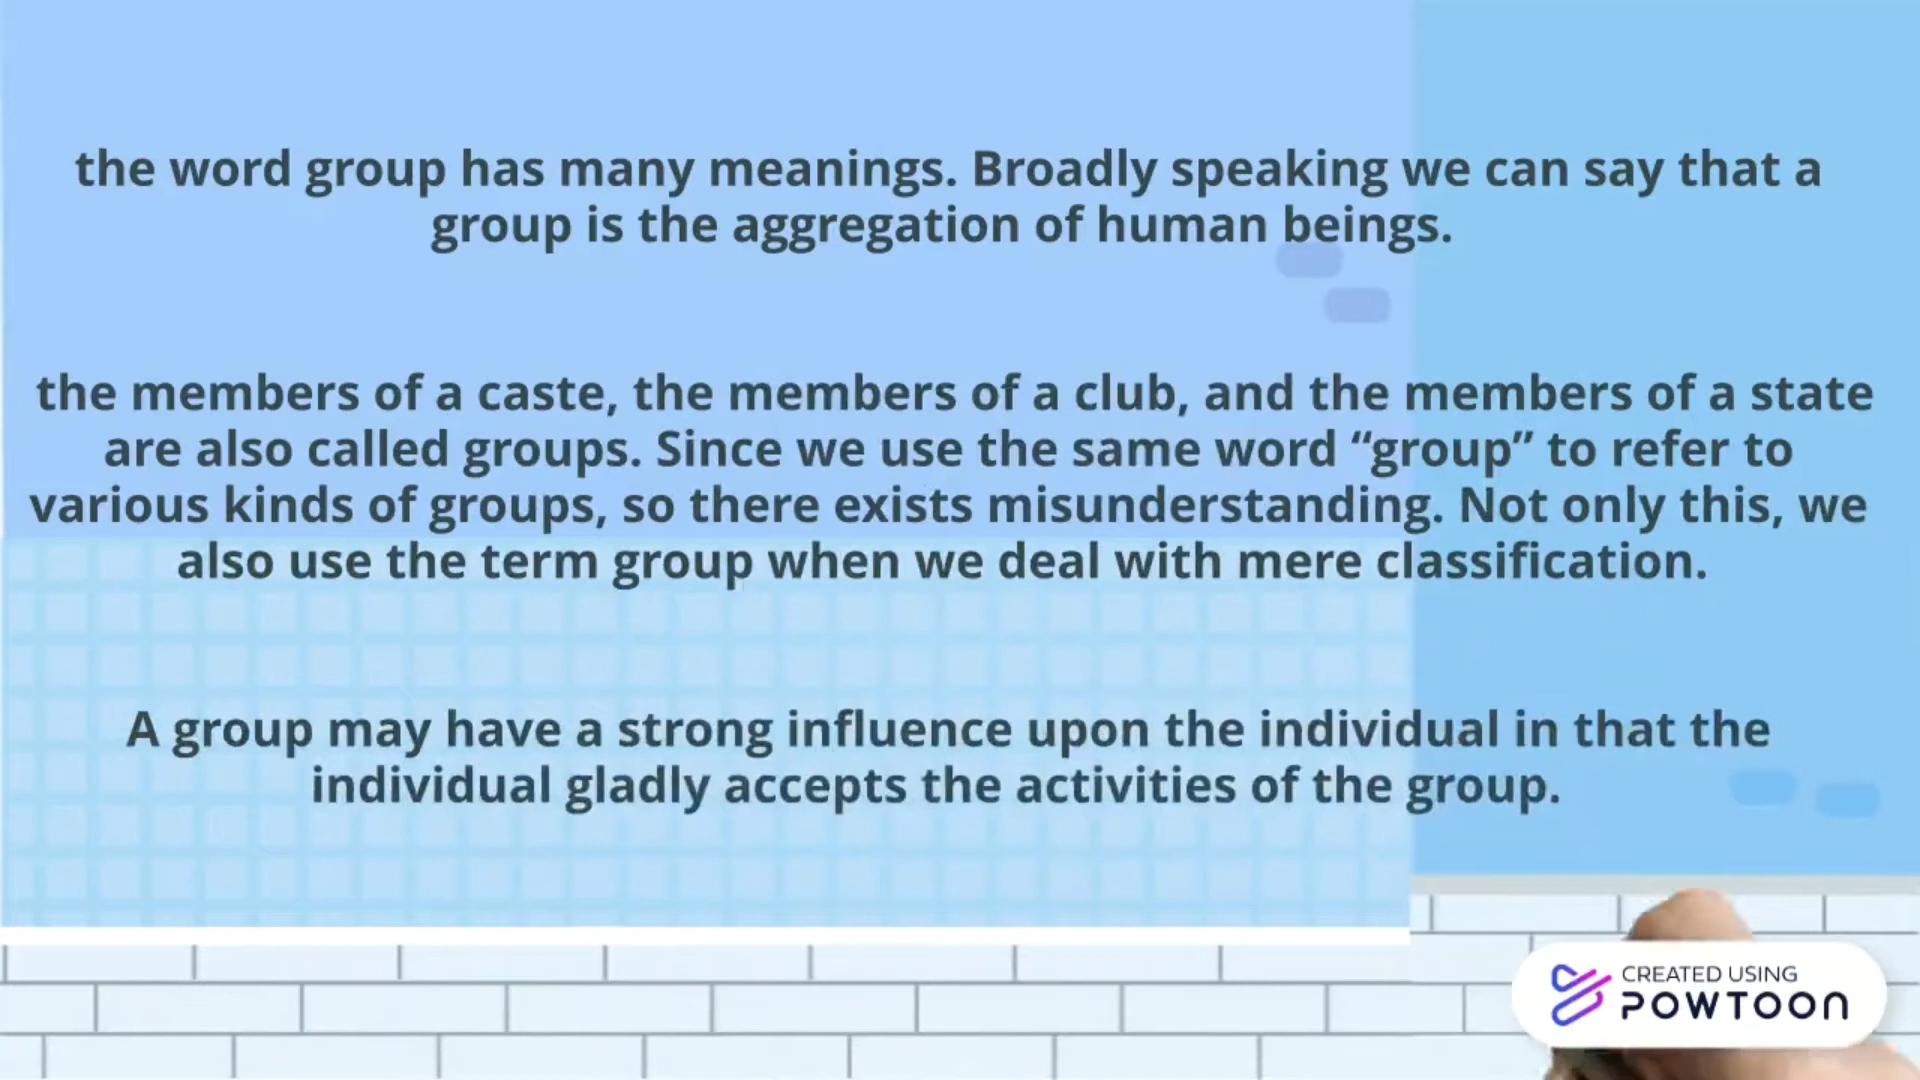 the word group has many meanings. Broadly speaking we can say that a
group is the aggregation of human beings.
the members of a caste, the members of a club, and the members of a state
are also called groups. Since we use the same word “group” to refer to
various kinds of groups, so there exists misunderstanding. Not only this, we
also use the term group when we deal with mere classification.
A group may have a strong influence upon the individual in that the
individual gladly accepts the activities of the group.
CREATED USING
POWTOON